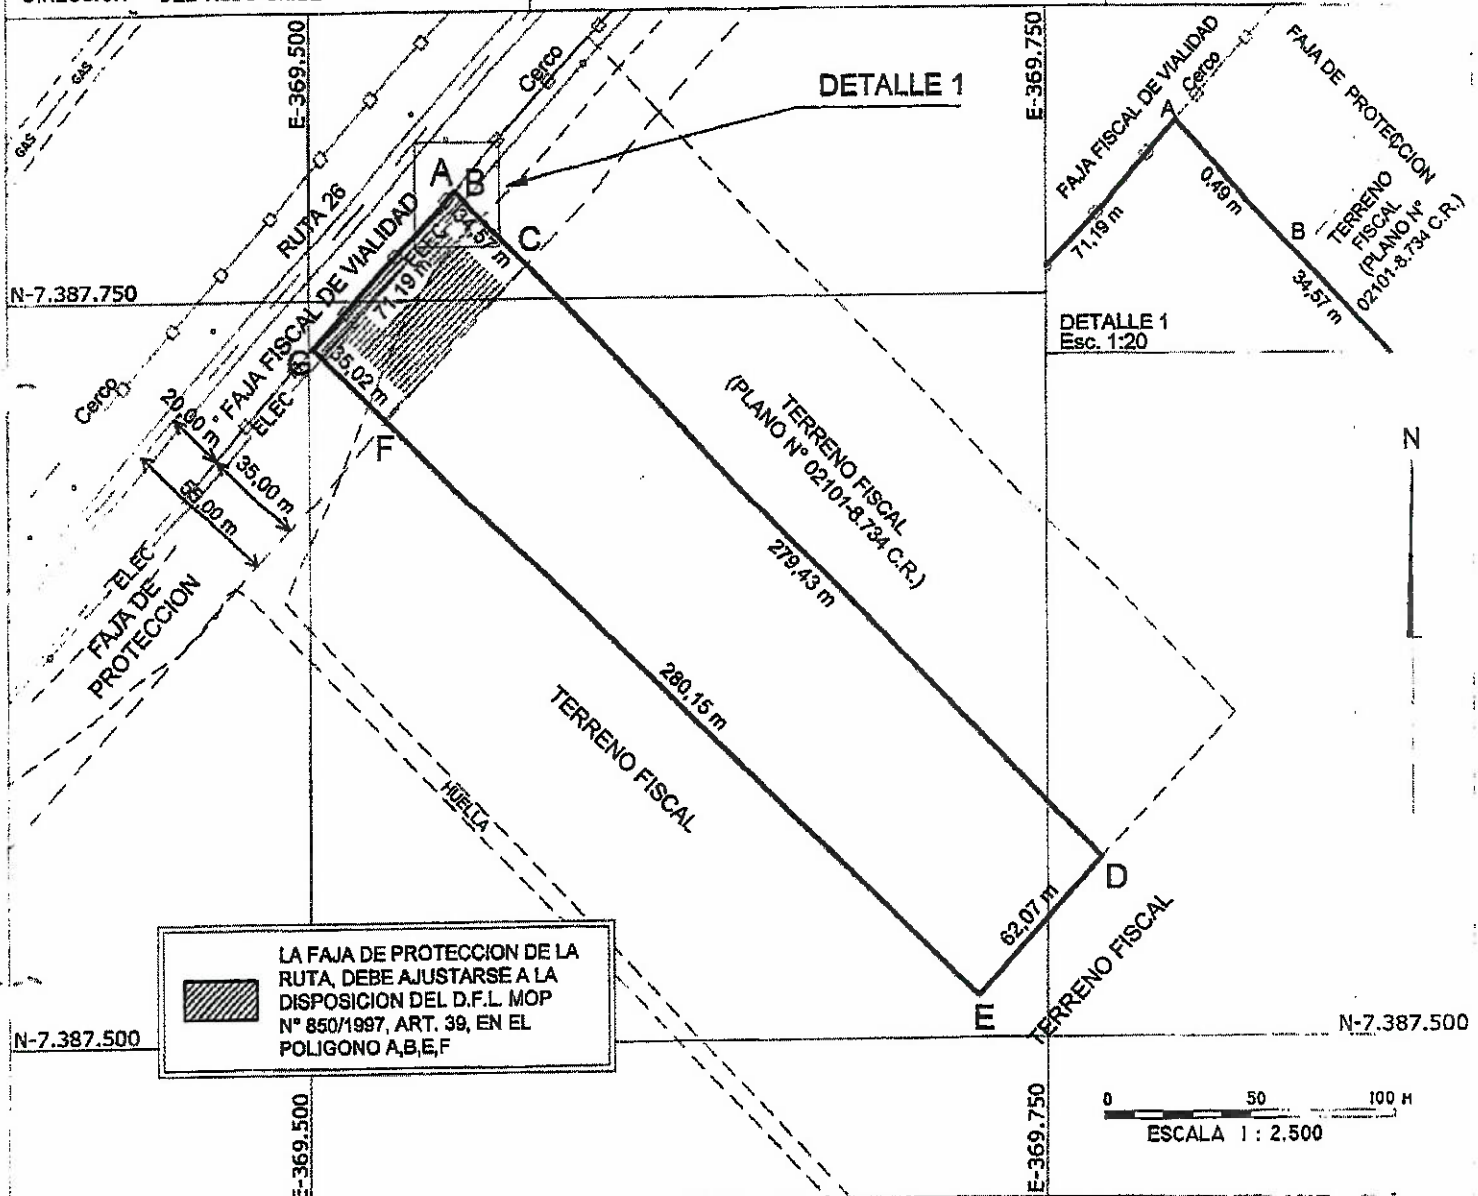 E-369.500
E-369.750
GAS
GAS
Cerco
DETALLE 1
RUTA 26
A
B
C
34,57 m
ELEC
71,19 m
FAJA FISCAL DE VIALIDAD
N-7.387.750
G
35,02 m
F
Cerco
20,00 m
ELEC
35,00 m
55,00 m
ELEC
FAJA DE
PROTECCION
TERRENO FISCAL
(PLANO N° 02101-8.734 C.R.)
279,43 m
280,15 m
TERRENO FISCAL
HUELLA
D
62,07 m
E
TERRENO FISCAL
FAJA FISCAL DE VIALIDAD
Cerco
A
FAJA DE PROTECCION
71,19 m
0,49 m
B
TERRENO
FISCAL
(PLANO N°
02101-8.734 C.R.)
34,57 m
DETALLE 1
Esc. 1:20
N
LA FAJA DE PROTECCION DE LA
RUTA, DEBE AJUSTARSE A LA
DISPOSICION DEL D.F.L. MOP
N° 850/1997, ART. 39, EN EL
POLIGONO A,B,E,F
N-7.387.500
N-7.387.500
E-369.500
E-369.750
0 50 100 M
ESCALA 1 : 2.500